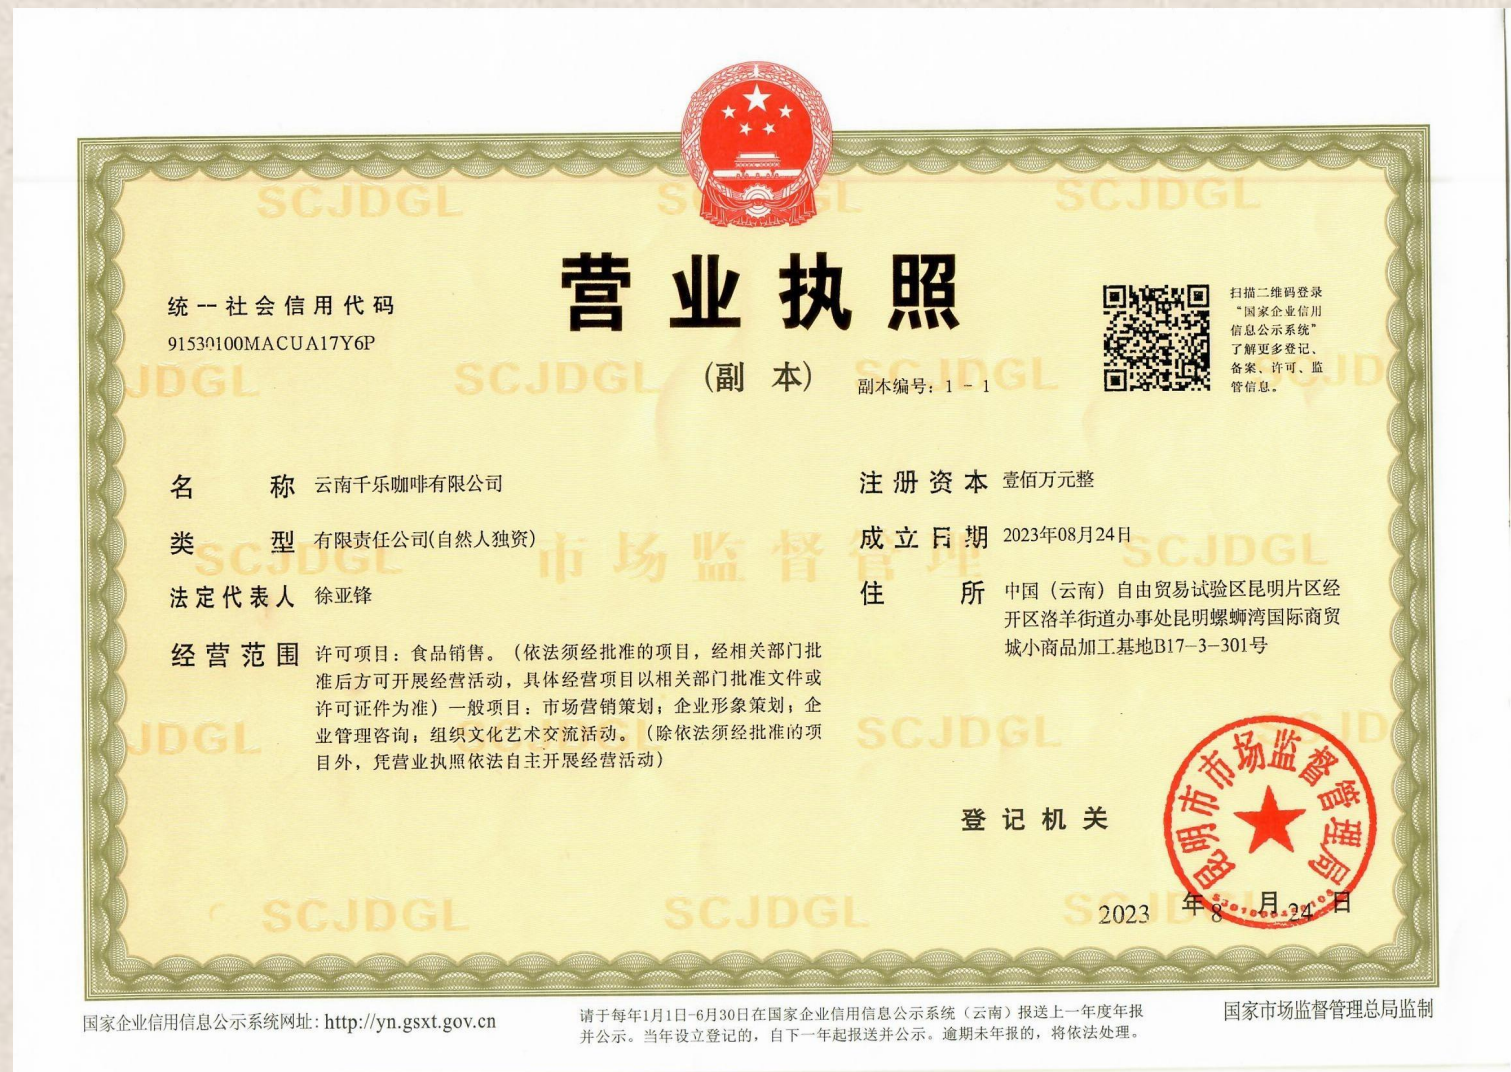 营业执照
(副 本)
副本编号：1-1
统一社会信用代码
91530100MACUA17Y6P
扫描二维码登录
“国家企业信用
信息公示系统”
了解更多登记、
备案、许可、监
管信息。
名 称 云南千乐咖啡有限公司
类 型 有限责任公司(自然人独资)
法定代表人 徐亚锋
经营范围 许可项目：食品销售。（依法须经批准的项目，经相关部门批
准后方可开展经营活动，具体经营项目以相关部门批准文件或
许可证件为准）一般项目：市场营销策划；企业形象策划；企
业管理咨询；组织文化艺术交流活动。（除依法须经批准的项
目外，凭营业执照依法自主开展经营活动）
注册资本 壹佰万元整
成立日期 2023年08月24日
住 所 中国（云南）自由贸易试验区昆明片区经
开区洛羊街道办事处昆明螺蛳湾国际商贸
城小商品加工基地B17-3-301号
市场监督管理
SCJDGL
登记机关
昆明市市场监督管理局
2023 年 8 月 24 日
国家企业信用信息公示系统网址：http://yn.gsxt.gov.cn
请于每年1月1日-6月30日在国家企业信用信息公示系统（云南）报送上一年度年报
并公示。当年设立登记的，自下一年起报送并公示。逾期未年报的，将依法处理。
国家市场监督管理总局监制